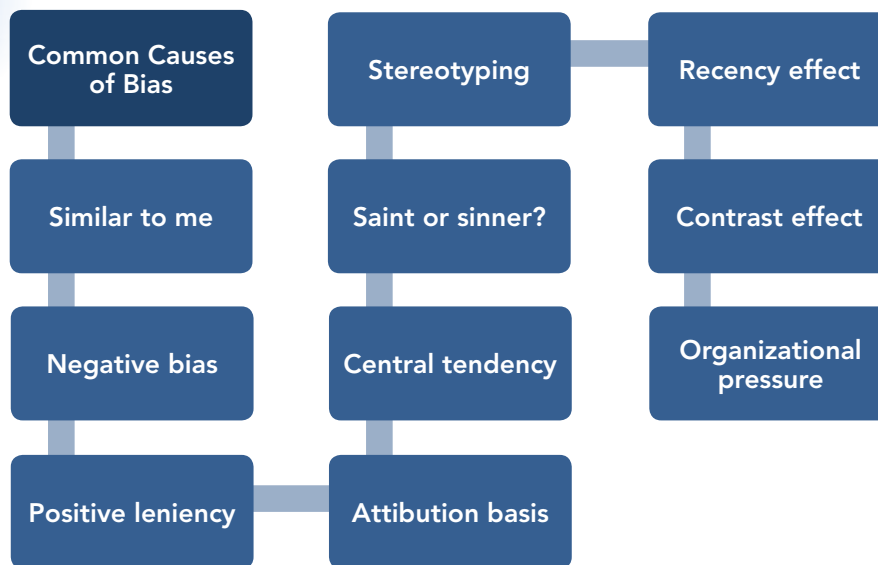 Common Causes
of Bias
Similar to me
Negative bias
Positive leniency
Attibution basis
Central tendency
Saint or sinner?
Stereotyping
Recency effect
Contrast effect
Organizational
pressure